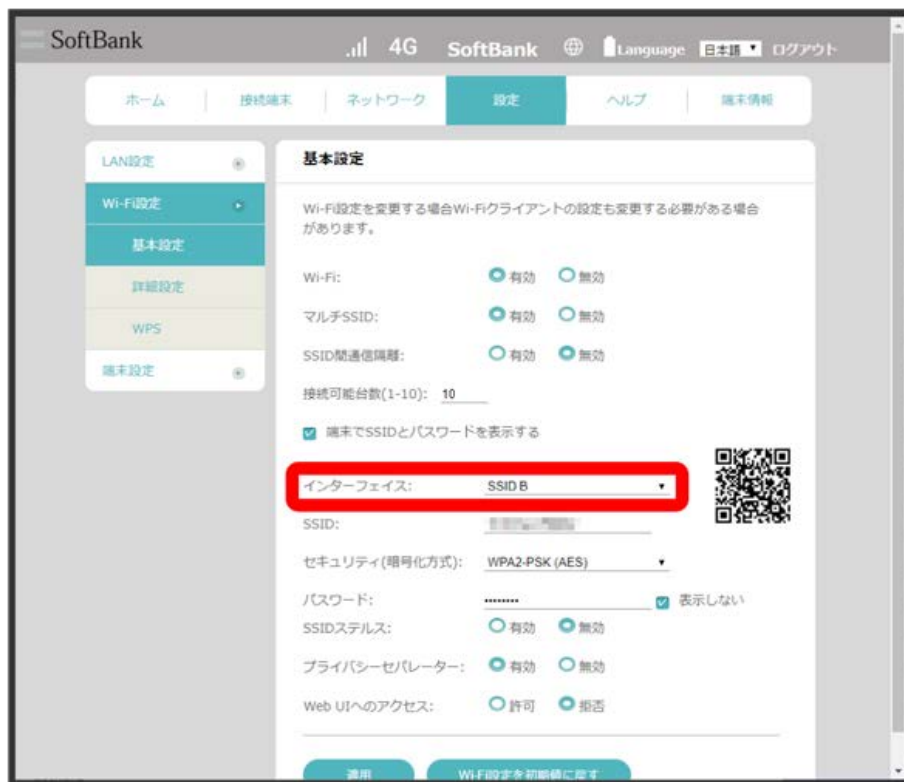 SoftBank
4G SoftBank Language 日本語 ログアウト
ホーム 接続端末 ネットワーク 設定 ヘルプ 端末情報
LAN設定
Wi-Fi設定
基本設定
詳細設定
WPS
端末設定
基本設定
Wi-Fi設定を変更する場合Wi-Fiクライアントの設定も変更する必要がある場合
があります。
Wi-Fi: 有効 無効
マルチSSID: 有効 無効
SSID間通信隔離: 有効 無効
接続可能台数(1-10): 10
端末でSSIDとパスワードを表示する
インターフェイス: SSID B
SSID:
セキュリティ(暗号化方式): WPA2-PSK (AES)
パスワード: ........ 表示しない
SSIDステルス: 有効 無効
プライバシーセパレーター: 有効 無効
Web UIへのアクセス: 許可 拒否
適用 Wi-Fi設定を初期値に戻す